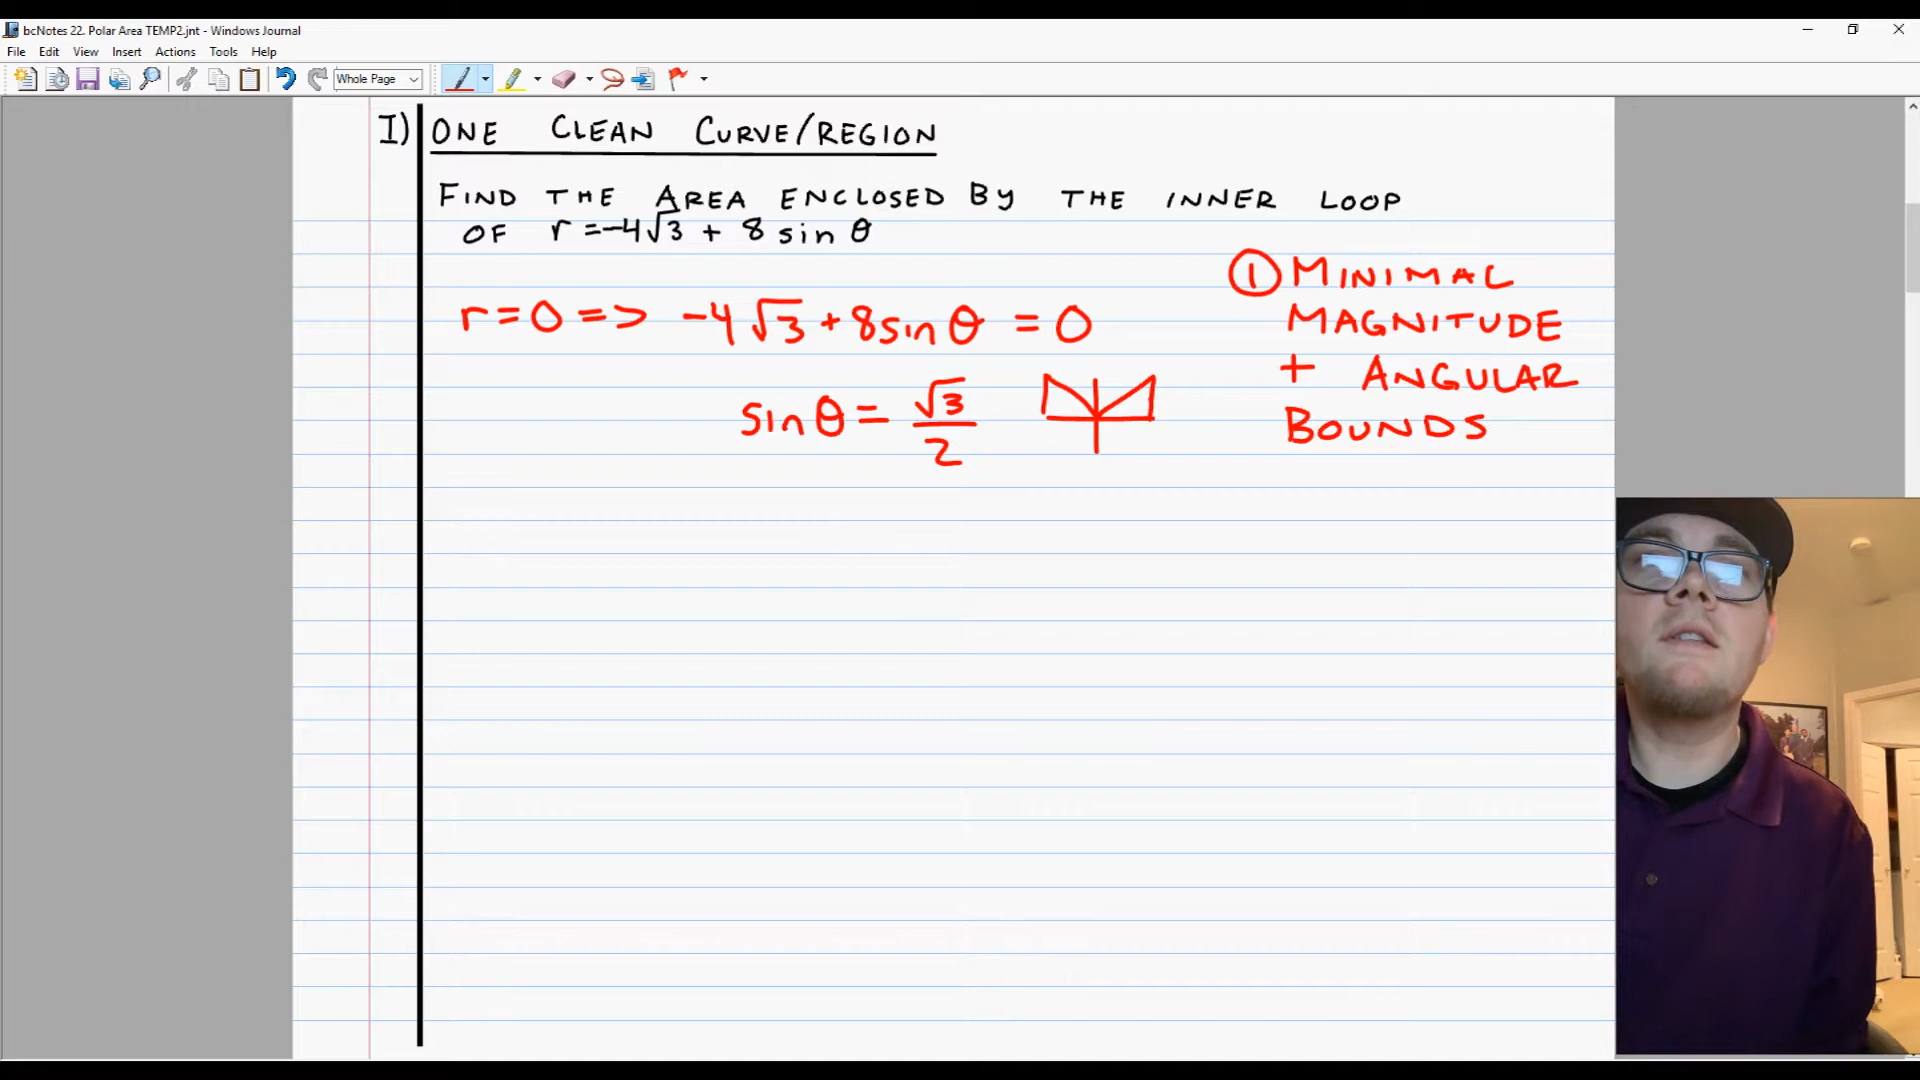 bcNotes 22. Polar Area TEMP2.jnt - Windows Journal
File Edit View Insert Actions Tools Help
Whole Page
I) ONE CLEAN CURVE/REGION
FIND THE AREA ENCLOSED BY THE INNER LOOP
OF r = -4√3 + 8 sin θ
① MINIMAL
MAGNITUDE
+ ANGULAR
BOUNDS
r = 0 => -4√3 + 8 sin θ = 0
sin θ = √3/2